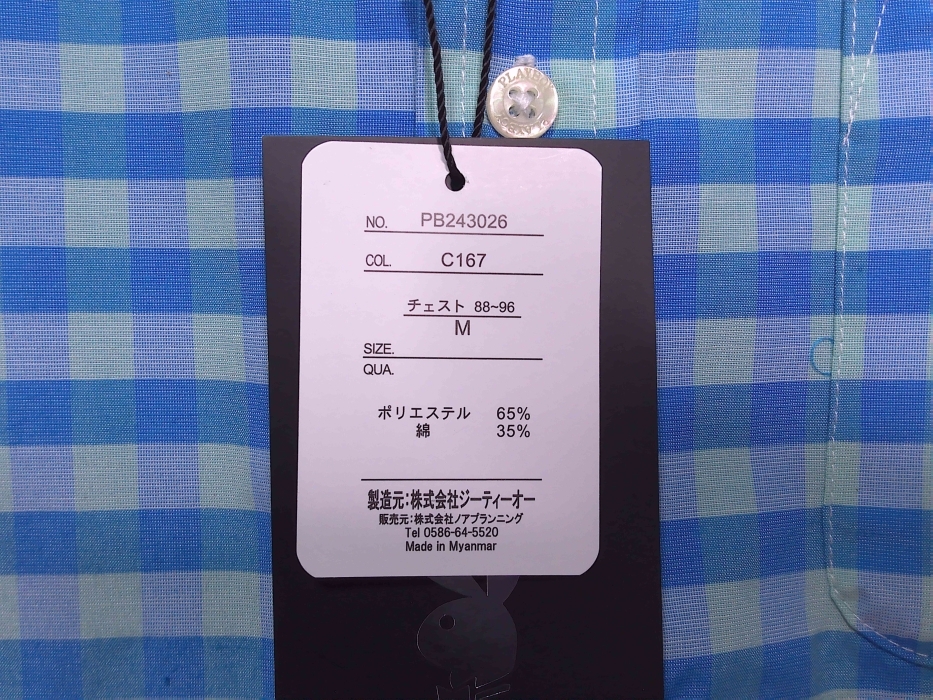 NO. PB243026
COL. C167
チェスト 88~96
M
SIZE.
QUA.
ポリエステル 65%
綿 35%
製造元:株式会社ジーティーオー
販売元:株式会社ノアプランニング
Tel 0586-64-5520
Made in Myanmar